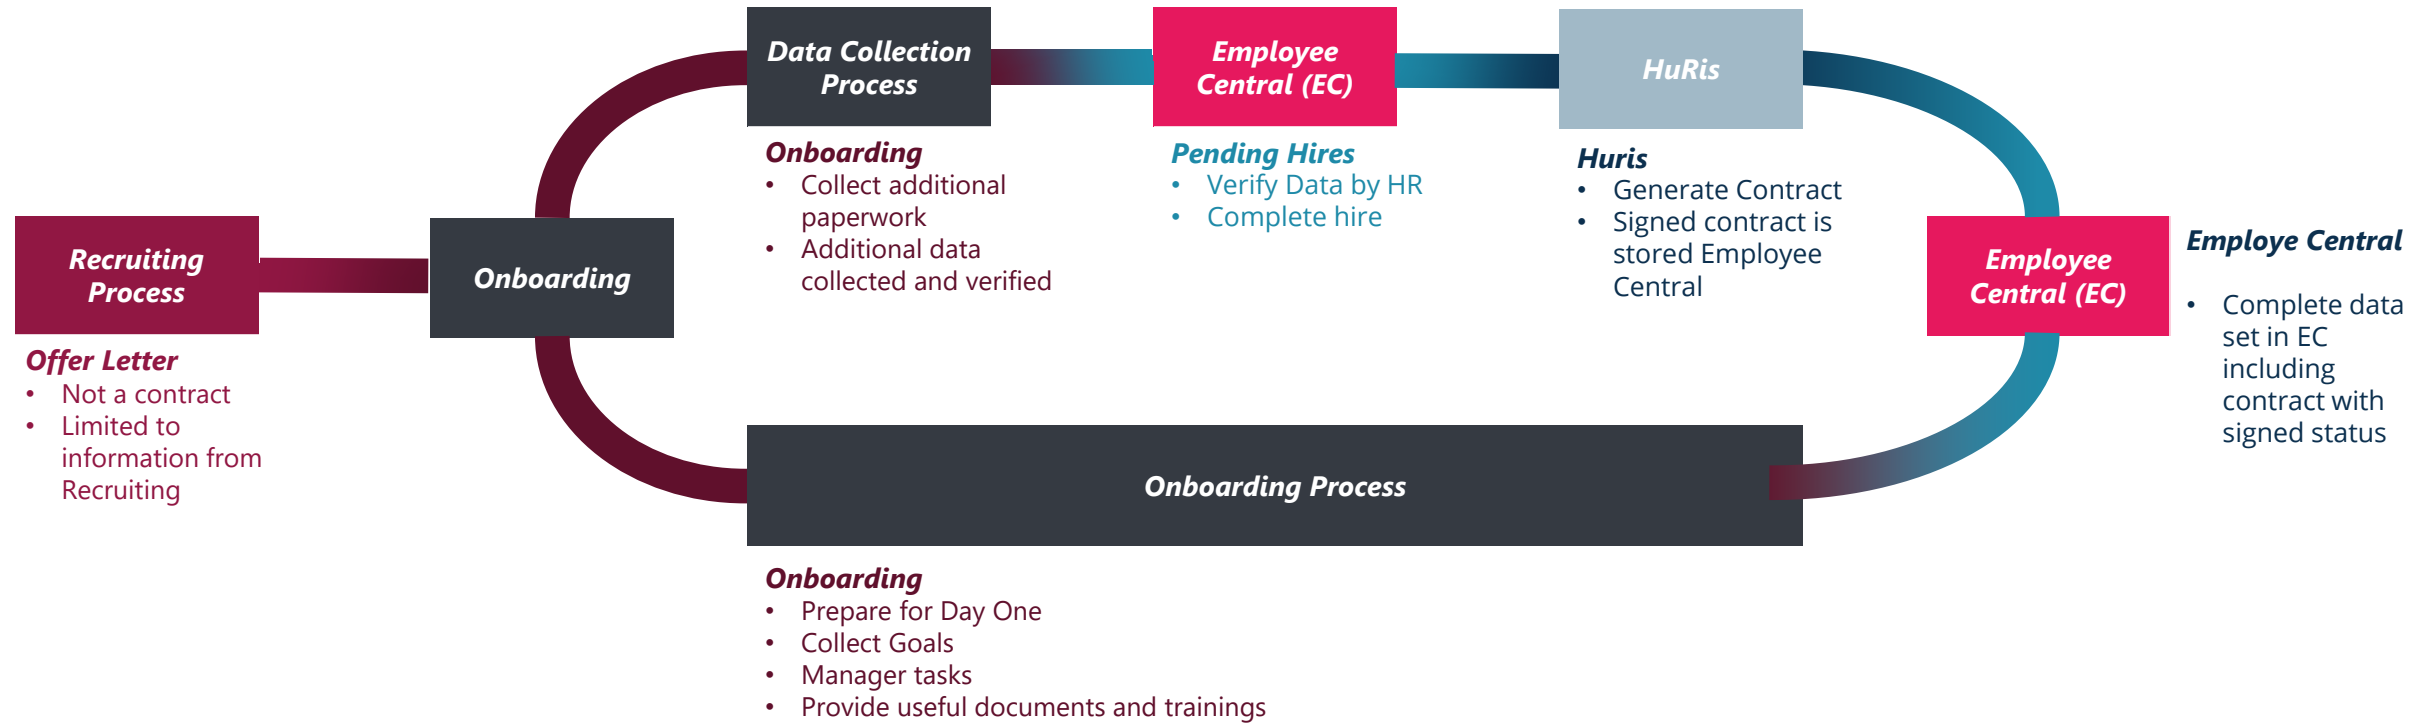 Recruiting
Process
Offer Letter
• Not a contract
• Limited to
information from
Recruiting
Onboarding
Data Collection
Process
Onboarding
• Collect additional
paperwork
• Additional data
collected and verified
Employee
Central (EC)
Pending Hires
• Verify Data by HR
• Complete hire
HuRis
Huris
• Generate Contract
• Signed contract is
stored Employee
Central
Employee
Central (EC)
Employe Central
• Complete data
set in EC
including
contract with
signed status
Onboarding Process
Onboarding
• Prepare for Day One
• Collect Goals
• Manager tasks
• Provide useful documents and trainings